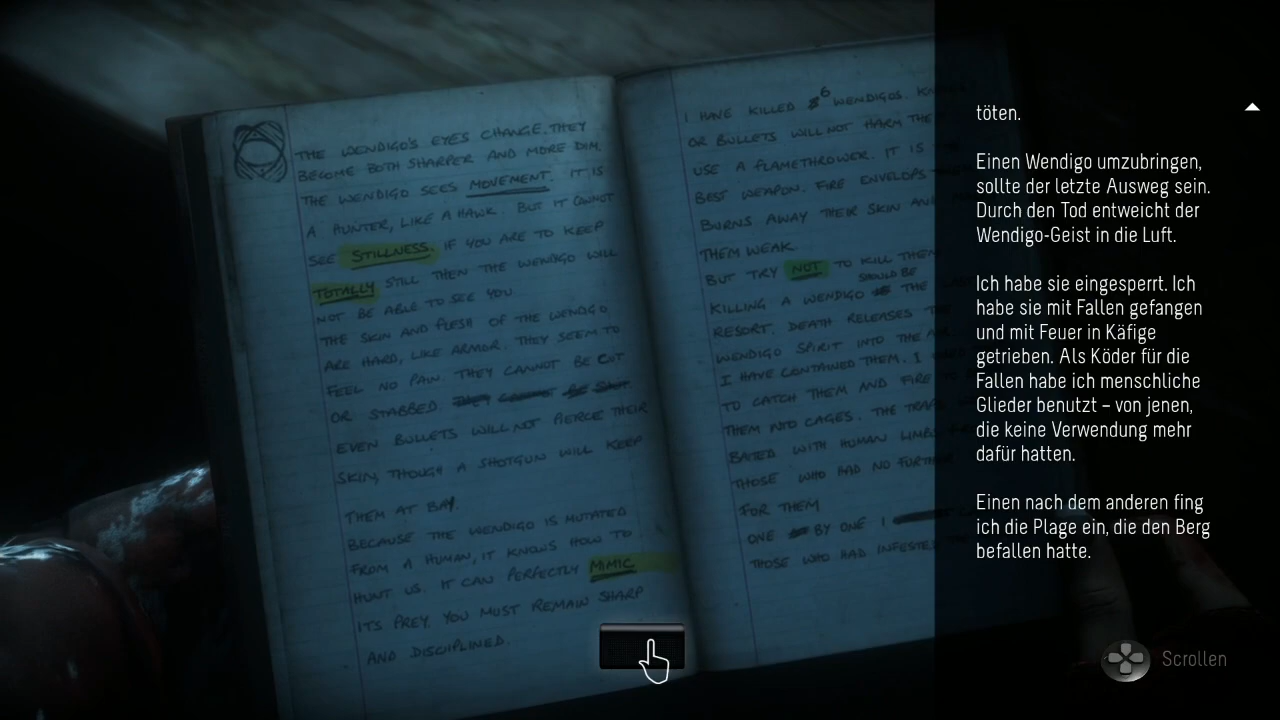 THE WENDIGO'S EYES CHANGE. THEY
BECOME BOTH SHARPER AND MORE DIM.
THE WENDIGO SEES MOVEMENT. IT IS
A HUNTER, LIKE A HAWK. BUT IT CANNOT
SEE STILLNESS. IF YOU ARE TO KEEP
TOTALLY STILL THEN THE WENDIGO WILL
NOT BE ABLE TO SEE YOU
THE SKIN AND FLESH OF THE WENDIGO
ARE HARD, LIKE ARMOR. THEY SEEM TO
FEEL NO PAIN. THEY CANNOT BE CUT
OR STABBED
EVEN BULLETS WILL NOT PIERCE THEIR
SKIN, THOUGH A SHOTGUN WILL KEEP
THEM AT BAY.
BECAUSE THE WENDIGO IS MUTATED
FROM A HUMAN, IT KNOWS HOW TO
HUNT US. IT CAN PERFECTLY MIMIC
ITS PREY. YOU MUST REMAIN SHARP
AND DISCIPLINED.
I HAVE KILLED 6 WENDIGOS.
OR BULLETS WILL NOT HARM THE
USE A FLAMETHROWER. IT IS
BEST WEAPON. FIRE ENVELOPS
BURNS AWAY THEIR SKIN AN
THEM WEAK.
BUT TRY NOT TO KILL THEM
KILLING A WENDIGO SHOULD BE THE
RESORT. DEATH RELEASES
WENDIGO SPIRIT INTO THE AIR
I HAVE CONTAINED THEM. I
TO CATCH THEM AND FIRE
THEM INTO CAGES. THE TRAPS
BATED WITH HUMAN LIMBS
THOSE WHO HAD NO FURTH
FOR THEM
ONE BY ONE I
THOSE WHO HAD INFESTED
töten.
Einen Wendigo umzubringen,
sollte der letzte Ausweg sein.
Durch den Tod entweicht der
Wendigo-Geist in die Luft.
Ich habe sie eingesperrt. Ich
habe sie mit Fallen gefangen
und mit Feuer in Käfige
getrieben. Als Köder für die
Fallen habe ich menschliche
Glieder benutzt – von jenen,
die keine Verwendung mehr
dafür hatten.
Einen nach dem anderen fing
ich die Plage ein, die den Berg
befallen hatte.
Scrollen